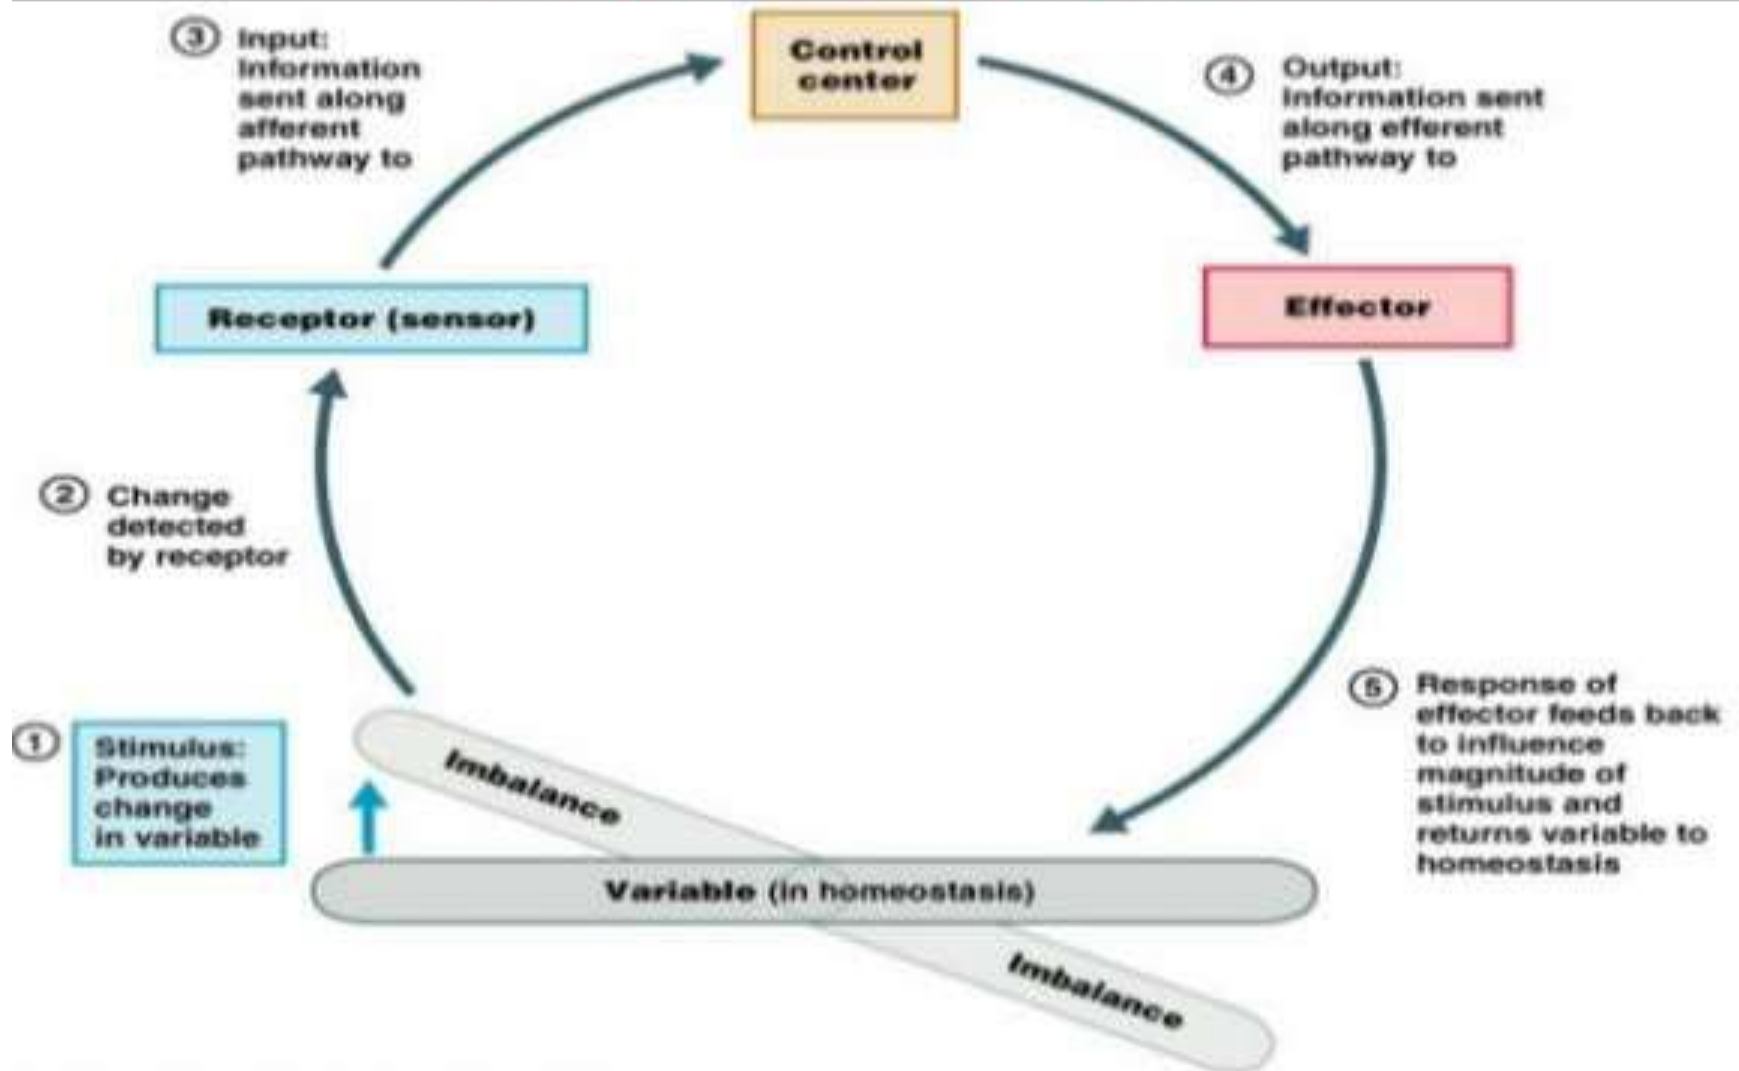 3 Input:
Information
sent along
afferent
pathway to
Control
center
4 Output:
Information sent
along efferent
pathway to
Receptor (sensor)
Effector
2 Change
detected
by receptor
1 Stimulus:
Produces
change
in variable
Imbalance
Variable (in homeostasis)
Imbalance
5 Response of
effector feeds back
to influence
magnitude of
stimulus and
returns variable to
homeostasis